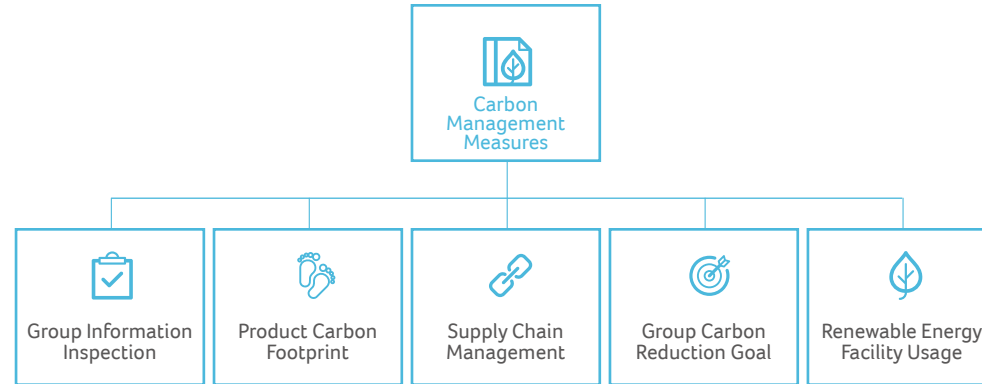 Carbon
Management
Measures
Group Information
Inspection
Product Carbon
Footprint
Supply Chain
Management
Group Carbon
Reduction Goal
Renewable Energy
Facility Usage